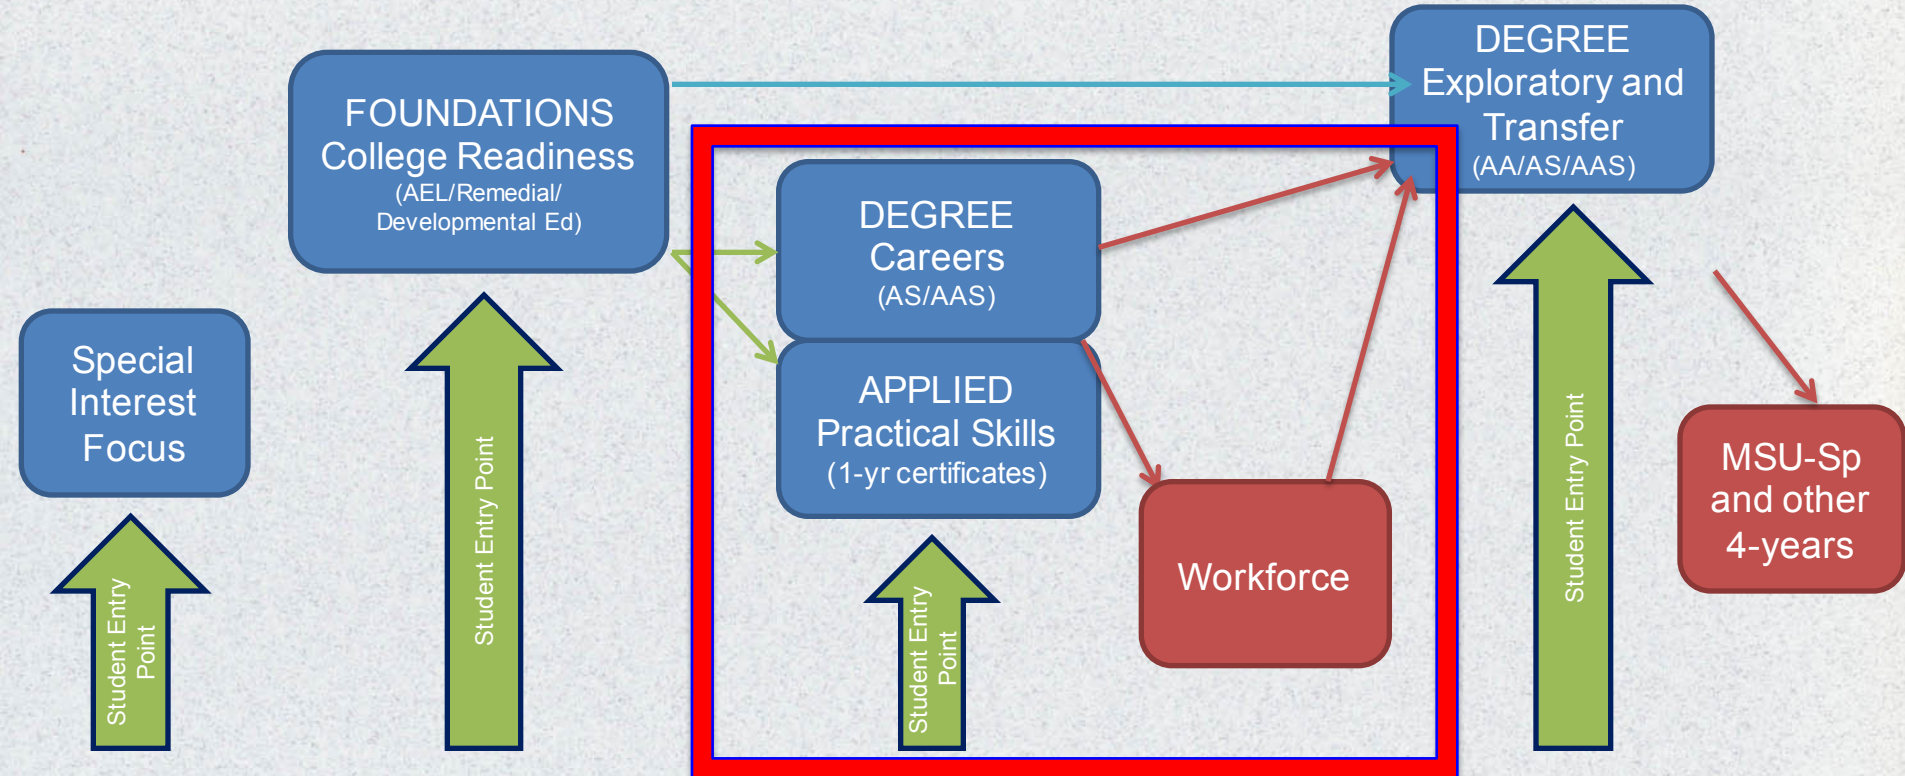 Special
Interest
Focus
Student Entry
Point
FOUNDATIONS
College Readiness
(AEL/Remedial/
Developmental Ed)
Student Entry Point
DEGREE
Careers
(AS/AAS)
APPLIED
Practical Skills
(1-yr certificates)
Student Entry
Point
Workforce
DEGREE
Exploratory and
Transfer
(AA/AS/AAS)
Student Entry Point
MSU-Sp
and other
4-years